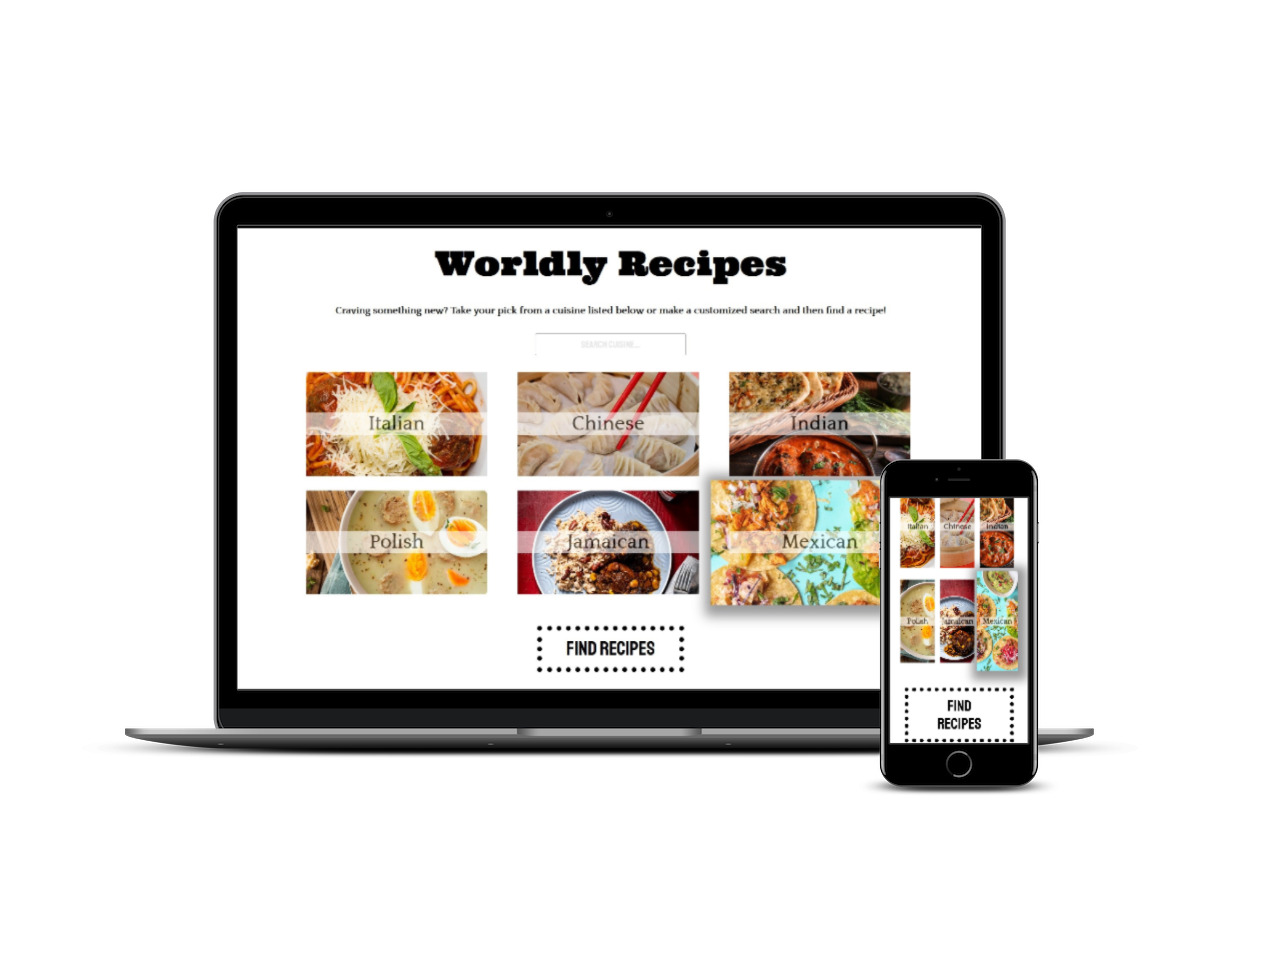 Worldly Recipes
Craving something new? Take your pick from a cuisine listed below or make a customized search and then find a recipe!
SEARCH CUISINE...
Italian
Chinese
Indian
Polish
Jamaican
Mexican
FIND RECIPES
Italian
Chinese
Indian
Polish
Jamaican
Mexican
FIND
RECIPES